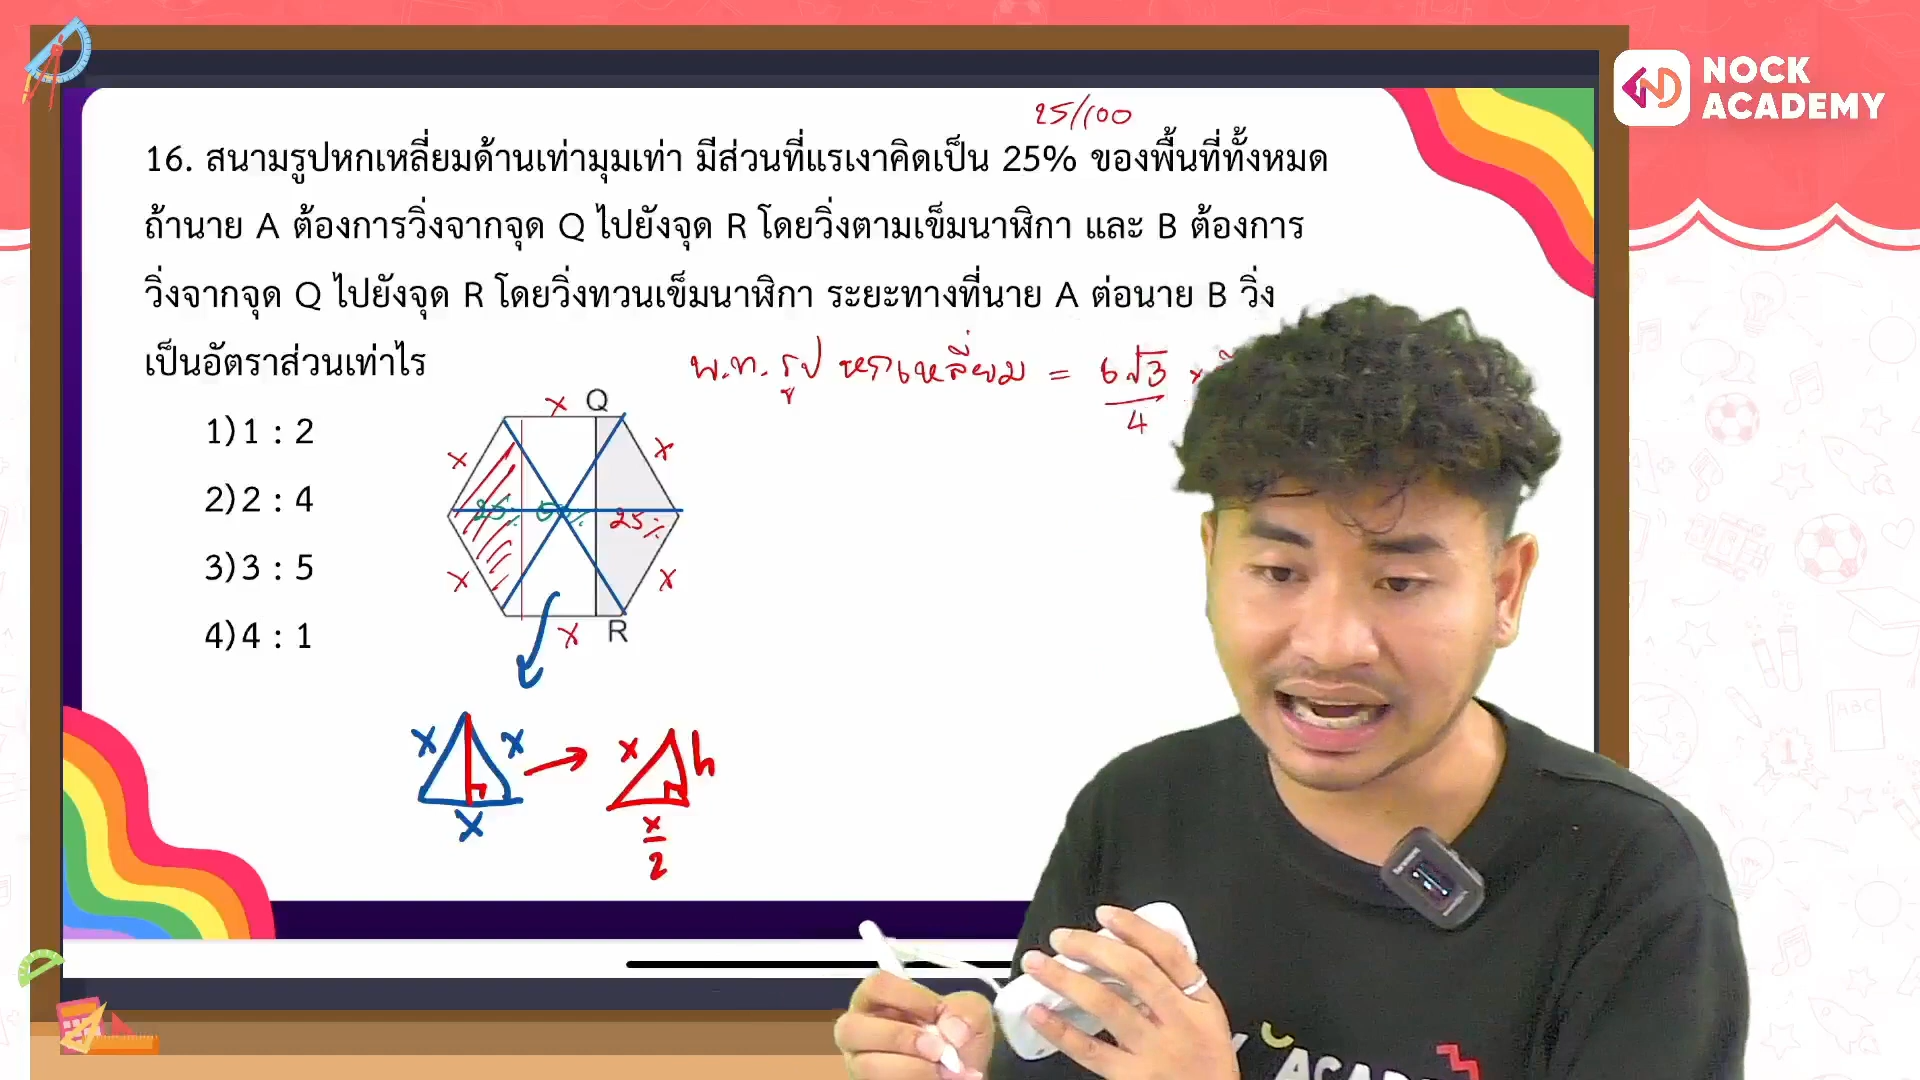 NOCK
ACADEMY
25/100
16. สนามรูปหกเหลี่ยมด้านเท่ามุมเท่า มีส่วนที่แรเงาคิดเป็น 25% ของพื้นที่ทั้งหมด
ถ้านาย A ต้องการวิ่งจากจุด Q ไปยังจุด R โดยวิ่งตามเข็มนาฬิกา และ B ต้องการ
วิ่งจากจุด Q ไปยังจุด R โดยวิ่งทวนเข็มนาฬิกา ระยะทางที่นาย A ต่อนาย B วิ่ง
เป็นอัตราส่วนเท่าไร
พ.ท. รูป หกเหลี่ยม = 6√3/4 ×
1) 1 : 2
2) 2 : 4
3) 3 : 5
4) 4 : 1
x Q
x x
25% 50% 25%
x x
x R
x x
x
x h
x/2
ABC